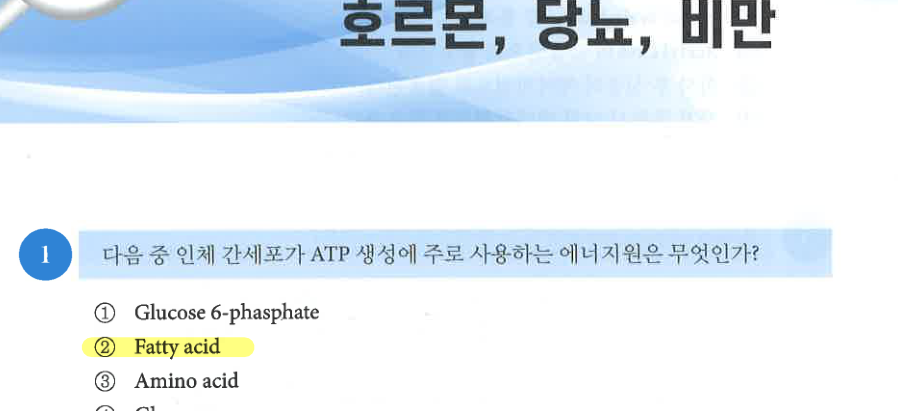 호르몬, 당뇨, 비만
1 다음 중 인체 간세포가 ATP 생성에 주로 사용하는 에너지원은 무엇인가?
① Glucose 6-phasphate
② Fatty acid
③ Amino acid